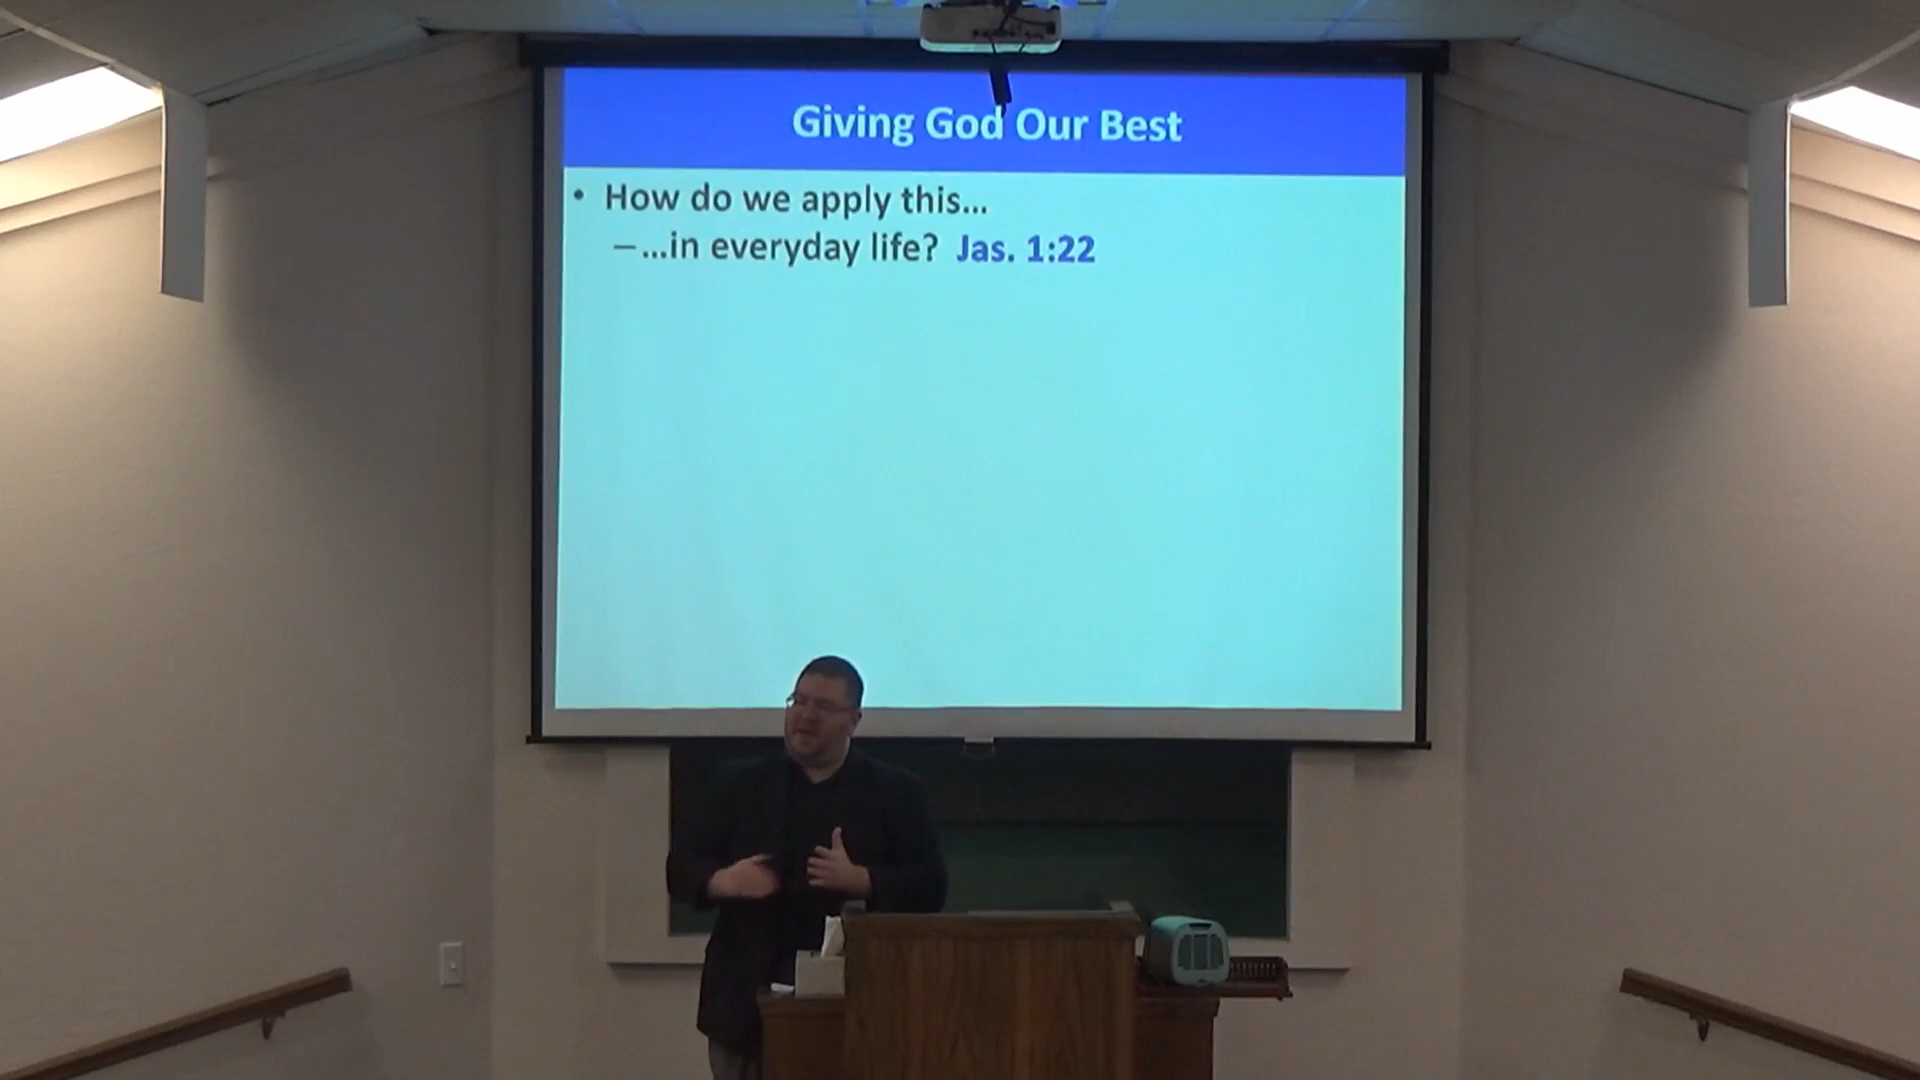 Giving God Our Best
• How do we apply this...
– ...in everyday life? Jas. 1:22